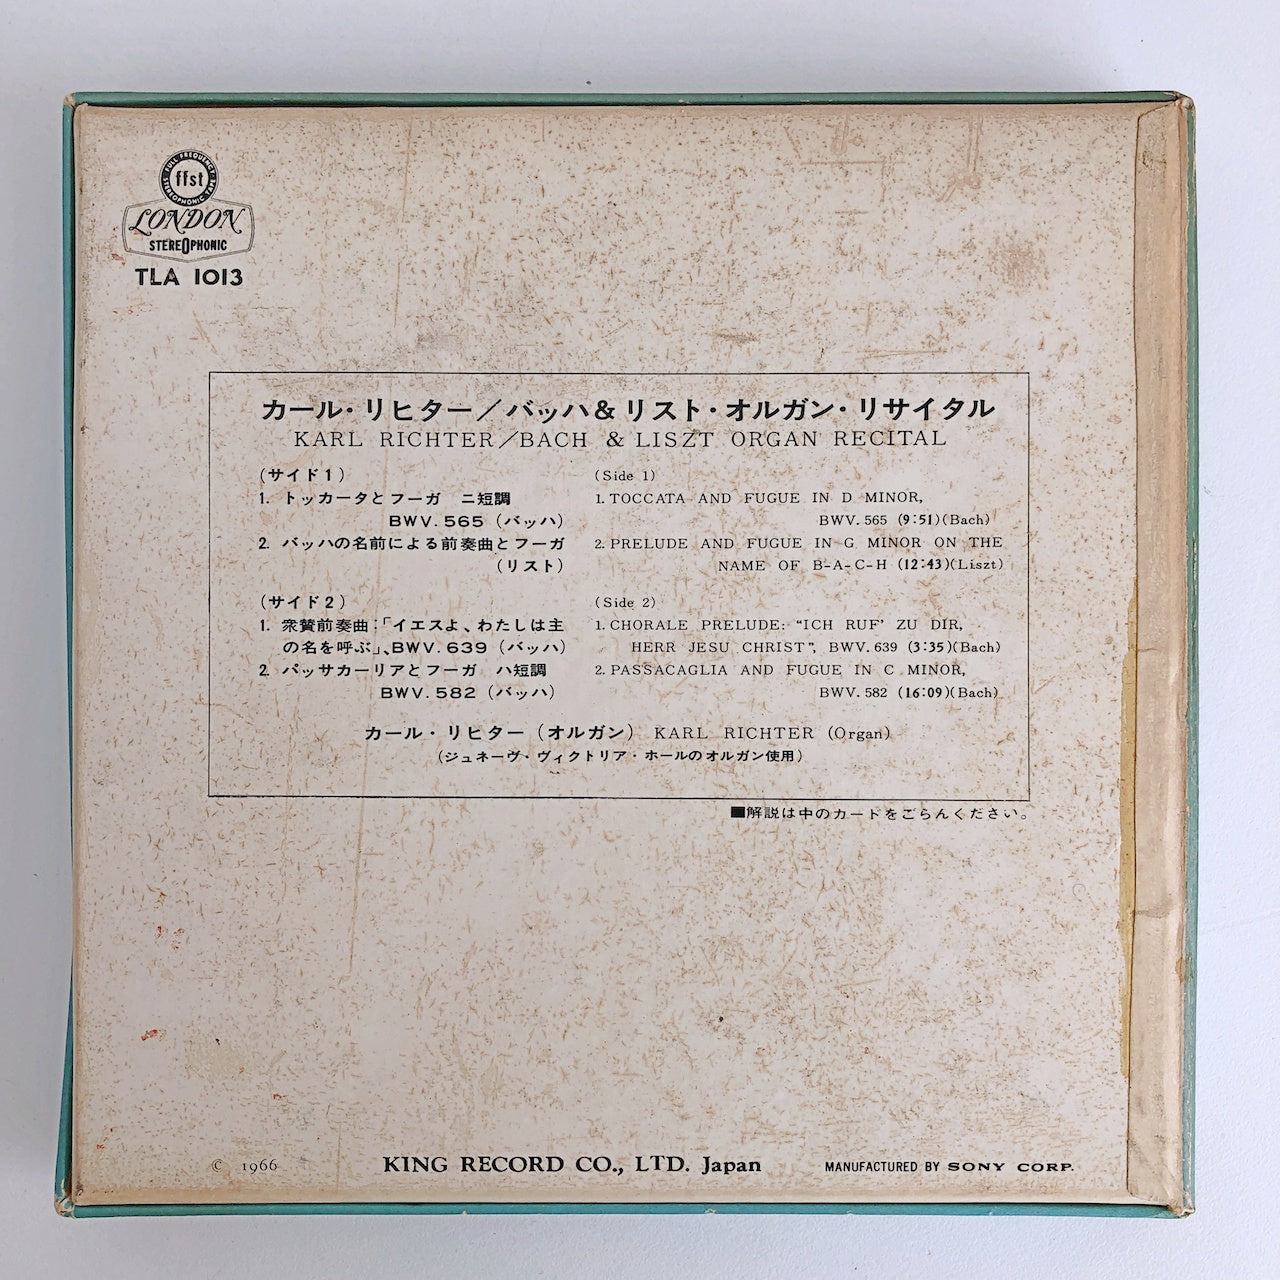 FULL FREQUENCY
ffst
STEREOPHONIC TAPE
LONDON
STEREOPHONIC
TLA 1013
カール・リヒター／バッハ&リスト・オルガン・リサイタル
KARL RICHTER／BACH & LISZT ORGAN RECITAL
(サイド1)
1. トッカータとフーガ ニ短調
BWV. 565 (バッハ)
2. バッハの名前による前奏曲とフーガ
(リスト)
(サイド2)
1. 衆賛前奏曲:「イエスよ、わたしは主
の名を呼ぶ」、BWV. 639 (バッハ)
2. パッサカーリアとフーガ ハ短調
BWV. 582 (バッハ)
(Side 1)
1. TOCCATA AND FUGUE IN D MINOR,
BWV. 565 (9:51)(Bach)
2. PRELUDE AND FUGUE IN G MINOR ON THE
NAME OF B-A-C-H (12:43)(Liszt)
(Side 2)
1. CHORALE PRELUDE: “ICH RUF’ ZU DIR,
HERR JESU CHRIST”, BWV. 639 (3:35)(Bach)
2. PASSACAGLIA AND FUGUE IN C MINOR,
BWV. 582 (16:09)(Bach)
カール・リヒター (オルガン) KARL RICHTER (Organ)
(ジュネーヴ・ヴィクトリア・ホールのオルガン使用)
■解説は中のカードをごらんください。
© 1966
KING RECORD CO., LTD. Japan
MANUFACTURED BY SONY CORP.